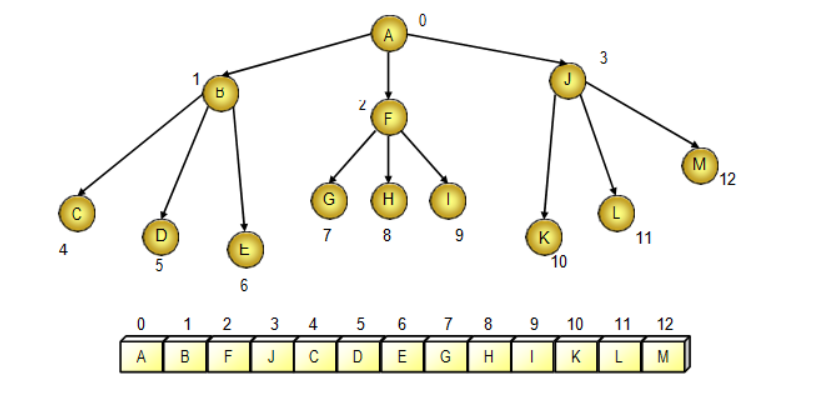 0
A
3
1
J
B
2
F
M
12
G
H
I
C
L
D
K
E
7
8
9
11
4
5
10
6
0 1 2 3 4 5 6 7 8 9 10 11 12
A B F J C D E G H I K L M